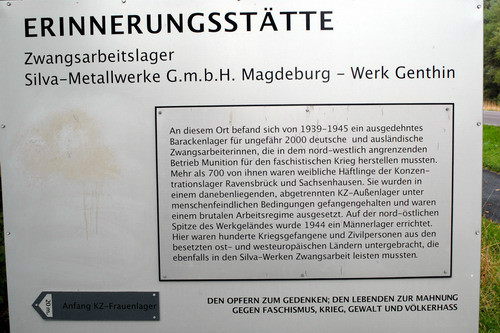 ERINNERUNGSSTÄTTE
Zwangsarbeitslager
Silva-Metallwerke G.m.b.H. Magdeburg - Werk Genthin
An diesem Ort befand sich von 1939-1945 ein ausgedehntes
Barackenlager für ungefähr 2000 deutsche und ausländische
Zwangsarbeiterinnen, die in dem nord-westlich angrenzenden
Betrieb Munition für den faschistischen Krieg herstellen mussten.
Mehr als 700 von ihnen waren weibliche Häftlinge der Konzen-
trationslager Ravensbrück und Sachsenhausen. Sie wurden in
einem danebenliegenden, abgetrennten KZ-Außenlager unter
menschenfeindlichen Bedingungen gefangengehalten und waren
einem brutalen Arbeitsregime ausgesetzt. Auf der nord-östlichen
Spitze des Werkgeländes wurde 1944 ein Männerlager errichtet.
Hier waren hunderte Kriegsgefangene und Zivilpersonen aus den
besetzten ost- und westeuropäischen Ländern untergebracht, die
ebenfalls in den Silva-Werken Zwangsarbeit leisten mussten.
20 m
Anfang KZ-Frauenlager
DEN OPFERN ZUM GEDENKEN; DEN LEBENDEN ZUR MAHNUNG
GEGEN FASCHISMUS, KRIEG, GEWALT UND VÖLKERHASS